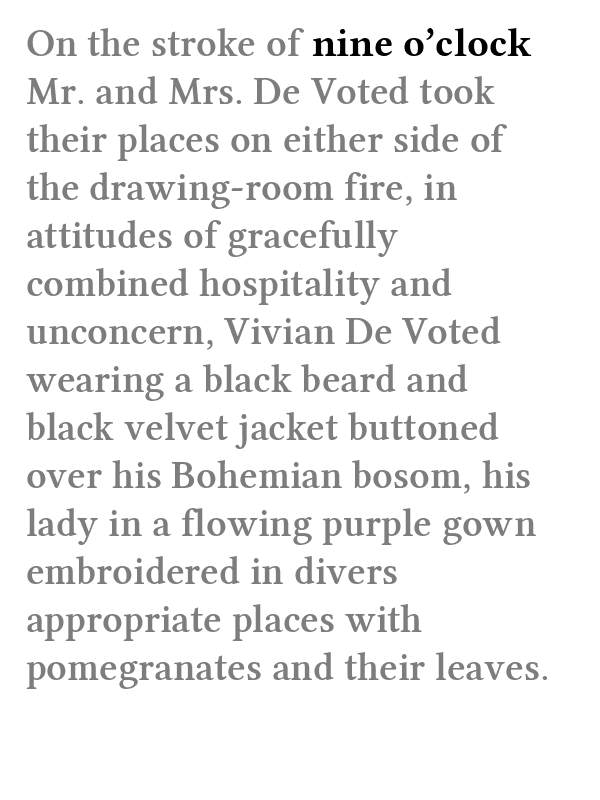 On the stroke of nine o’clock
Mr. and Mrs. De Voted took
their places on either side of
the drawing-room fire, in
attitudes of gracefully
combined hospitality and
unconcern, Vivian De Voted
wearing a black beard and
black velvet jacket buttoned
over his Bohemian bosom, his
lady in a flowing purple gown
embroidered in divers
appropriate places with
pomegranates and their leaves.